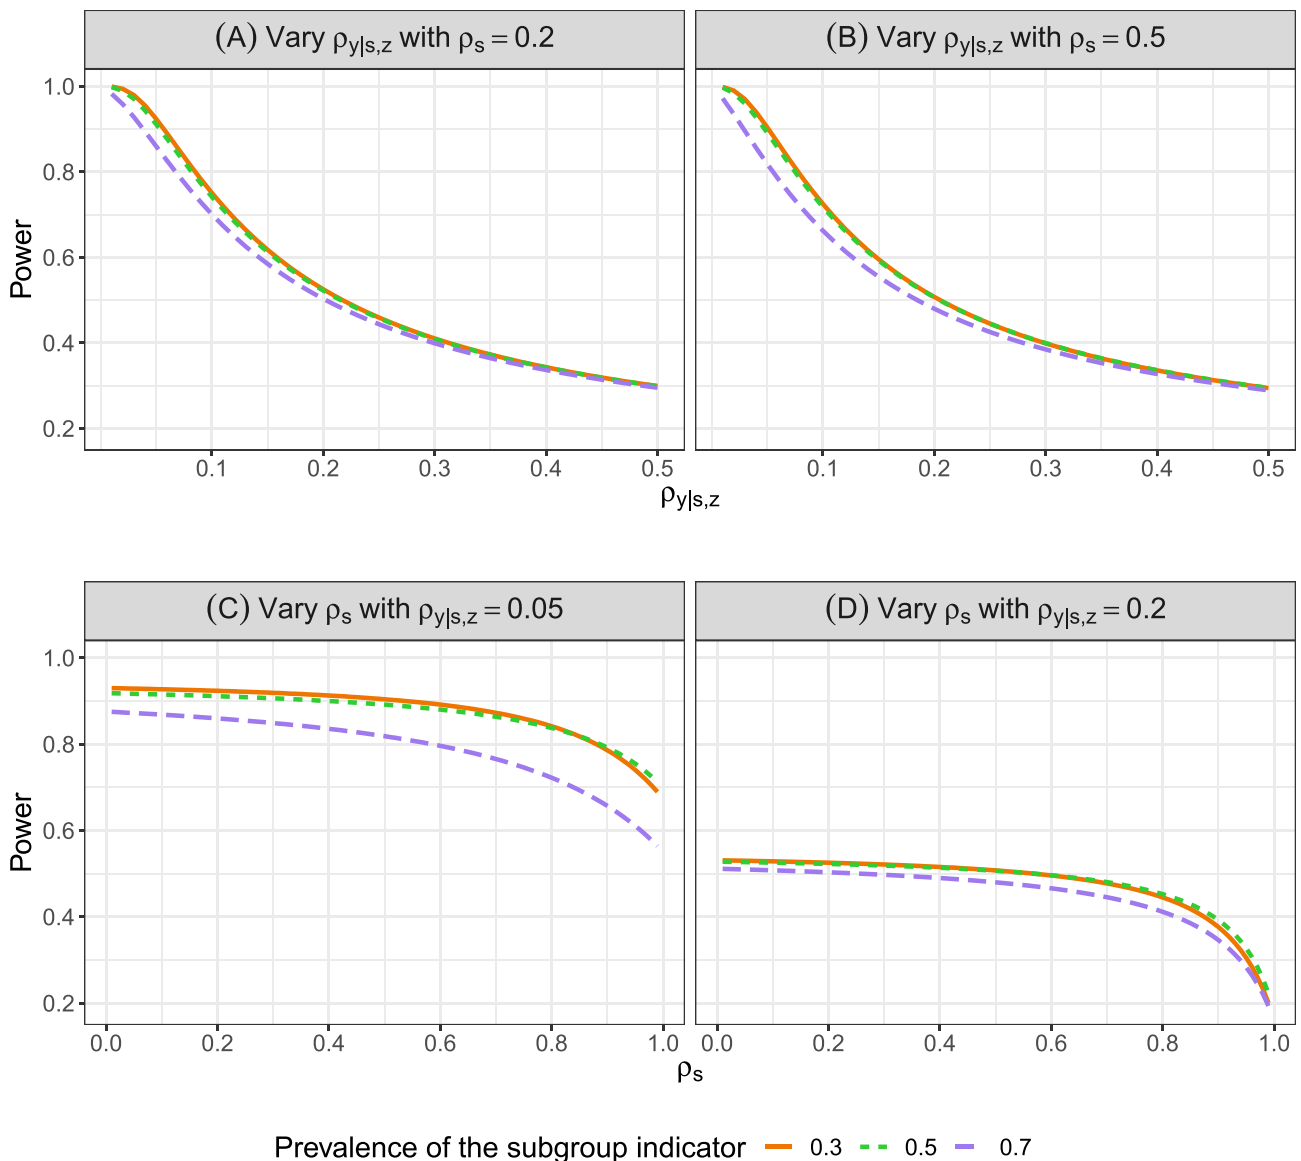 (A) Vary ρy|s,z with ρs = 0.2
(B) Vary ρy|s,z with ρs = 0.5
1.0
0.8
0.6
0.4
0.2
Power
0.1 0.2 0.3 0.4 0.5
0.1 0.2 0.3 0.4 0.5
ρy|s,z
(C) Vary ρs with ρy|s,z = 0.05
(D) Vary ρs with ρy|s,z = 0.2
1.0
0.8
0.6
0.4
0.2
Power
0.0 0.2 0.4 0.6 0.8 1.0
0.0 0.2 0.4 0.6 0.8 1.0
ρs
Prevalence of the subgroup indicator 0.3 0.5 0.7